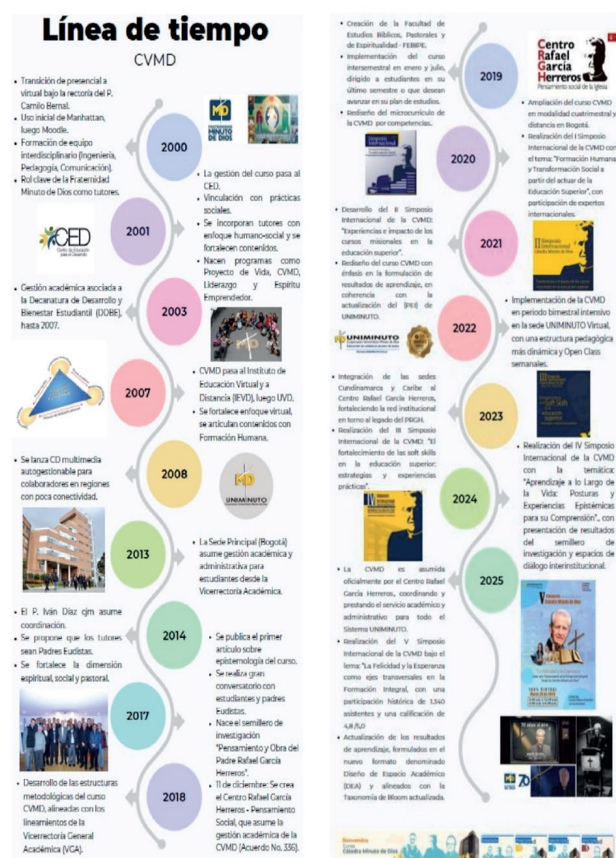 Línea de tiempo
CVMD
• Transición de presencial a
virtual bajo la rectoría del P.
Camilo Bernal.
• Uso inicial de Manhattan,
luego Moodle.
• Formación de equipo
interdisciplinario (Ingeniería,
Pedagogía, Comunicación).
• Rol clave de la Fraternidad
Minuto de Dios como tutores.
2000
MINUTO
DE DIOS
• La gestión del curso pasa al
CED.
• Vinculación con prácticas
sociales.
• Se incorporan tutores con
enfoque humano-social y se
fortalecen contenidos.
• Nacen programas como
Proyecto de Vida, CVMD,
Liderazgo y Espíritu
Emprendedor.
2001
CED
Centro de Educación
para el Desarrollo
• Gestión académica asociada a
la Decanatura de Desarrollo y
Bienestar Estudiantil (DDBE),
hasta 2007.
2003
• CVMD pasa al Instituto de
Educación Virtual y a
Distancia (IEVD), luego UVD.
• Se fortalece enfoque virtual,
se articulan contenidos con
Formación Humana.
2007
• Se lanza CD multimedia
autogestionable para
colaboradores en regiones
con poca conectividad.
2008
UNIMINUTO
• La Sede Principal (Bogotá)
asume gestión académica y
administrativa para
estudiantes desde la
Vicerrectoría Académica.
2013
• El P. Iván Díaz cjm asume
coordinación.
• Se propone que los tutores
sean Padres Eudistas.
• Se fortalece la dimensión
espiritual, social y pastoral.
2014
• Se publica el primer
artículo sobre
epistemología del curso.
• Se realiza gran
conversatorio con
estudiantes y padres
Eudistas.
• Nace el semillero de
investigación
"Pensamiento y Obra del
Padre Rafael García
Herreros".
• 11 de diciembre: Se crea
el Centro Rafael García
Herreros - Pensamiento
Social, que asume la
gestión académica de la
CVMD (Acuerdo No. 336).
2017
• Desarrollo de las estructuras
metodológicas del curso
CVMD, alineadas con los
lineamientos de la
Vicerrectoría General
Académica (VGA).
2018
• Creación de la Facultad de
Estudios Bíblicos, Pastorales y
de Espiritualidad - FEBIPE.
• Implementación del curso
intersemestral en enero y julio,
dirigido a estudiantes en su
último semestre o que desean
avanzar en su plan de estudios.
• Rediseño del microcurrículo de
la CVMD por competencias.
2019
Centro
Rafael
García
Herreros
Pensamiento social de la Iglesia
• Ampliación del curso CVMD
en modalidad cuatrimestral y
distancia en Bogotá.
• Realización del I Simposio
Internacional de la CVMD con
el tema: "Formación Humana
y Transformación Social a
partir del actuar de la
Educación Superior", con
participación de expertos
internacionales.
2020
• Desarrollo del II Simposio
Internacional de la CVMD:
"Experiencias e impacto de los
cursos misionales en la
educación superior".
• Rediseño del curso CVMD con
énfasis en la formulación de
resultados de aprendizaje, en
coherencia con la
actualización del (PEI) de
UNIMINUTO.
2021
II Simposio
Internacional
UNIMINUTO
2022
• Implementación de la CVMD
en periodo bimestral intensivo
en la sede UNIMINUTO Virtual,
con una estructura pedagógica
más dinámica y Open Class
semanales.
• Integración de las sedes
Cundinamarca y Caribe al
Centro Rafael García Herreros,
fortaleciendo la red institucional
en torno al legado del PRGH.
• Realización del III Simposio
Internacional de la CVMD: "El
fortalecimiento de las soft skills
en la educación superior:
estrategias y experiencias
prácticas".
2023
• Realización del IV Simposio
Internacional de la CVMD
con la temática:
"Aprendizaje a lo Largo de
la Vida: Posturas y
Experiencias Epistémicas
para su Comprensión", con
presentación de resultados
del semillero de
investigación y espacios de
diálogo interinstitucional.
2024
• La CVMD es asumida
oficialmente por el Centro Rafael
García Herreros, coordinando y
prestando el servicio académico y
administrativo para todo el
Sistema UNIMINUTO.
• Realización del V Simposio
Internacional de la CVMD bajo el
lema: "La Felicidad y la Esperanza
como ejes transversales en la
Formación Integral, con una
participación histórica de 1.340
asistentes y una calificación de
4,8 /5,0
• Actualización de los resultados
de aprendizaje, formulados en el
nuevo formato denominado
Diseño de Espacio Académico
(DEA) y alineados con la
Taxonomía de Bloom actualizada.
2025
Bienvenidos
Cátedra Minuto de Dios